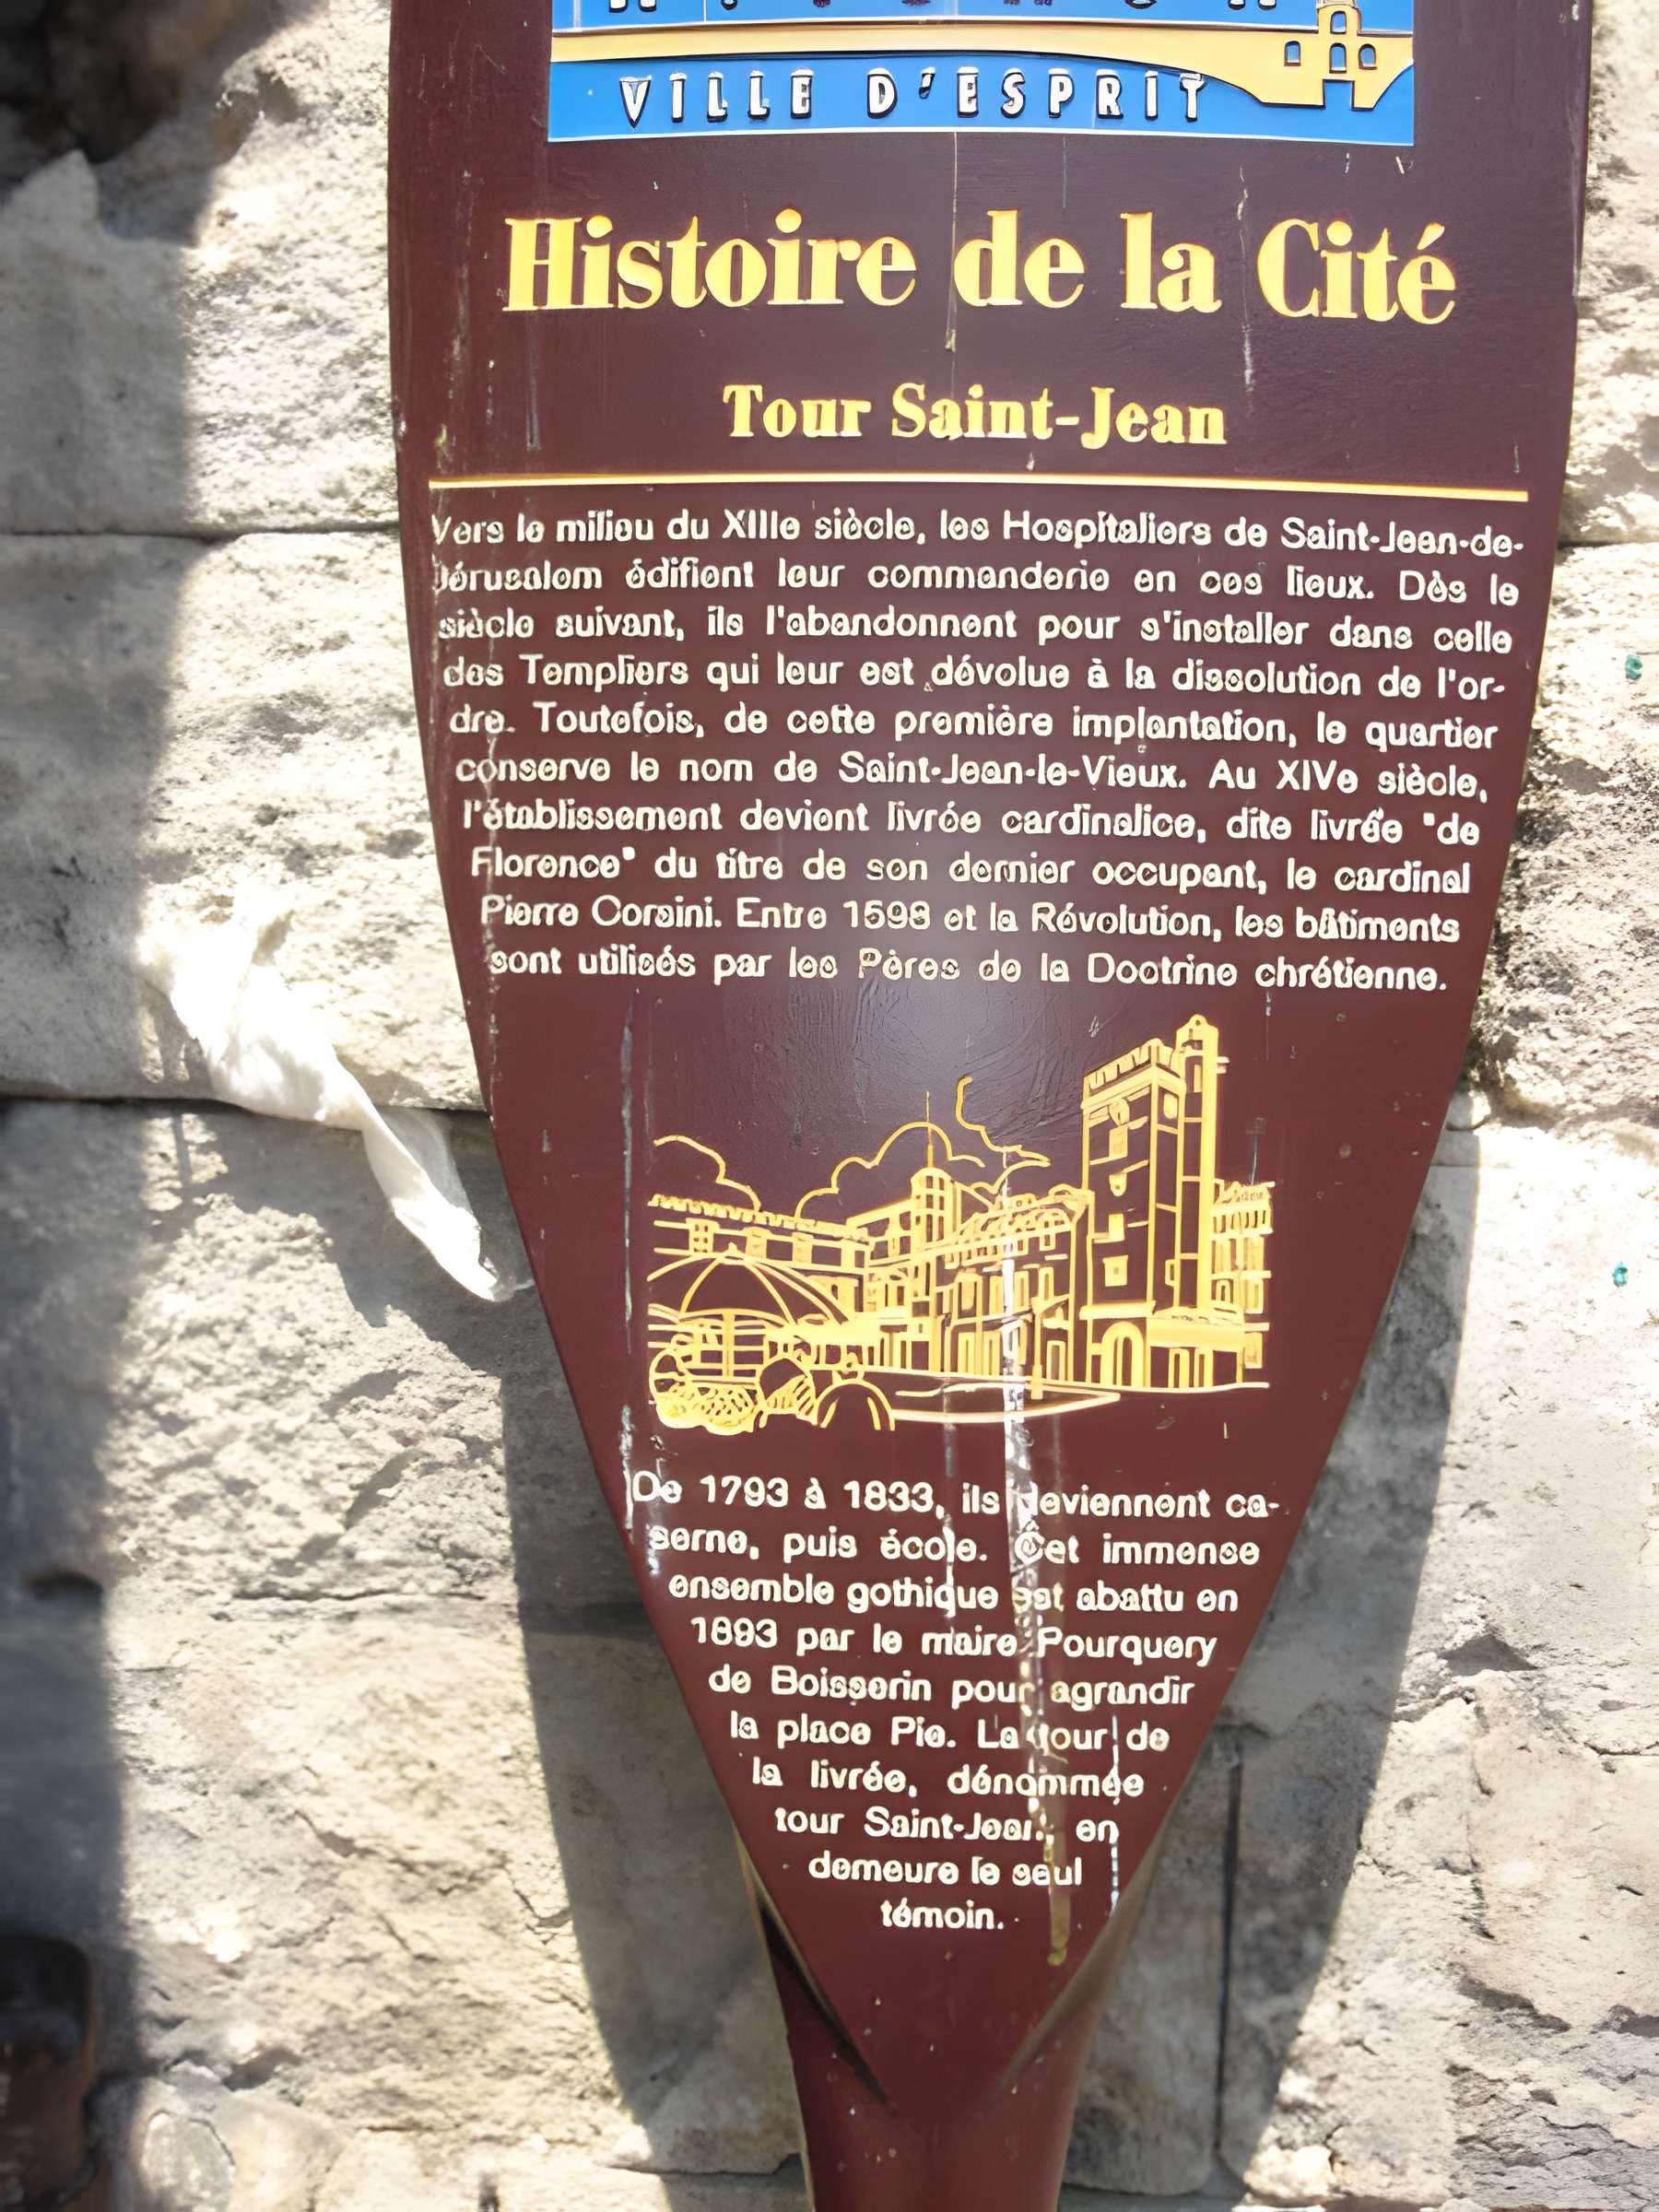 VILLE D'ESPRIT
Histoire de la Cité
Tour Saint-Jean
Vers le milieu du XIIIe siècle, les Hospitaliers de Saint-Jean-de-
Jérusalem édifient leur commanderie en ces lieux. Dès le
siècle suivant, ils l'abandonnent pour s'installer dans celle
des Templiers qui leur est dévolue à la dissolution de l'or-
dre. Toutefois, de cette première implantation, le quartier
conserve le nom de Saint-Jean-le-Vieux. Au XIVe siècle,
l'établissement devient livrée cardinalice, dite livrée "de
Florence" du titre de son dernier occupant, le cardinal
Pierre Corsini. Entre 1598 et la Révolution, les bâtiments
sont utilisés par les Pères de la Doctrine chrétienne.
De 1793 à 1833, ils deviennent ca-
serne, puis école. Cet immense
ensemble gothique est abattu en
1893 par le maire Pourquery
de Boisserin pour agrandir
la place Pie. La tour de
la livrée, dénommée
tour Saint-Jean, en
demeure le seul
témoin.